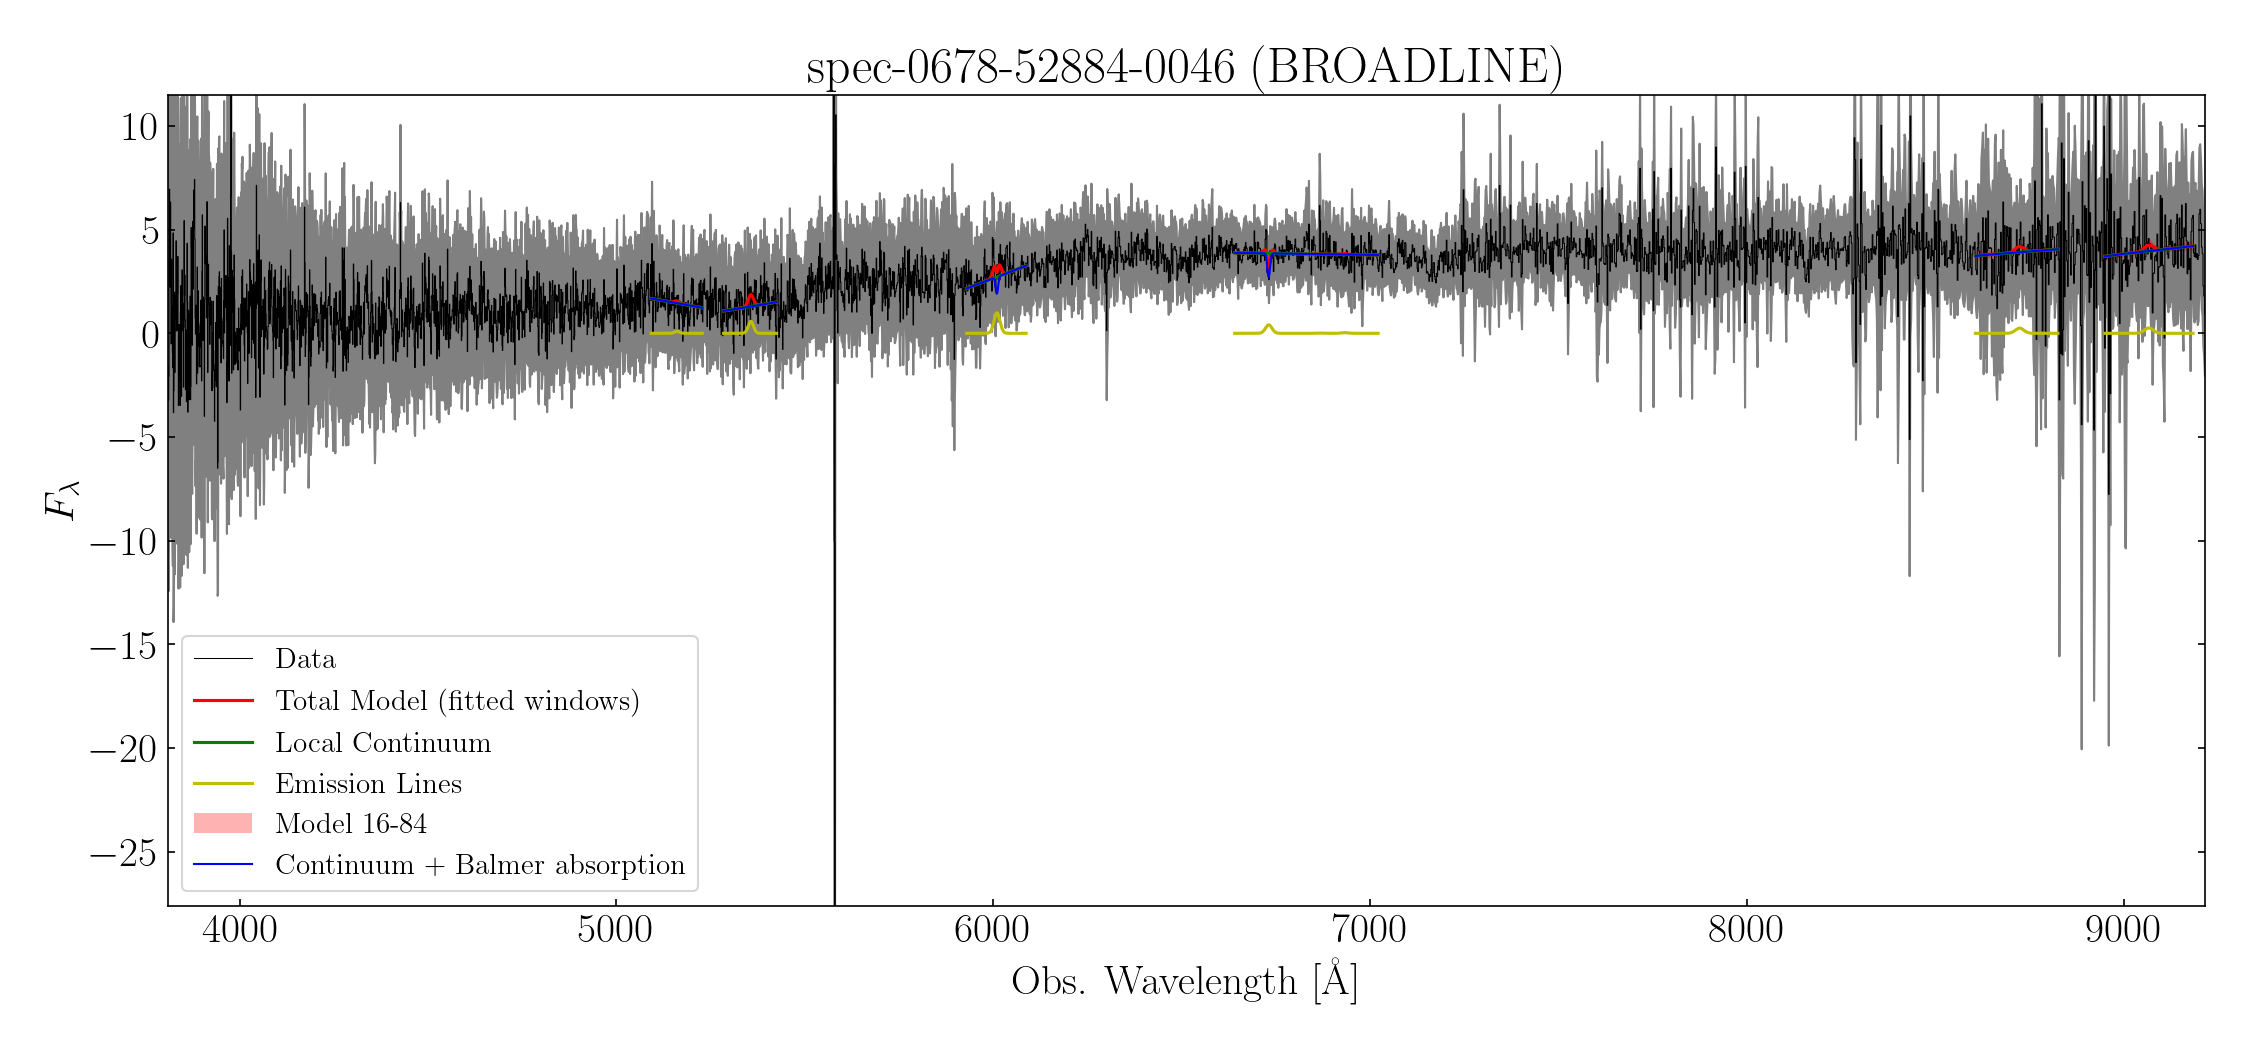 spec-0678-52884-0046 (BROADLINE)
10
5
0
−5
−10
−15
−20
−25
F_λ
Data
Total Model (fitted windows)
Local Continuum
Emission Lines
Model 16-84
Continuum + Balmer absorption
4000 5000 6000 7000 8000 9000
Obs. Wavelength [Å]